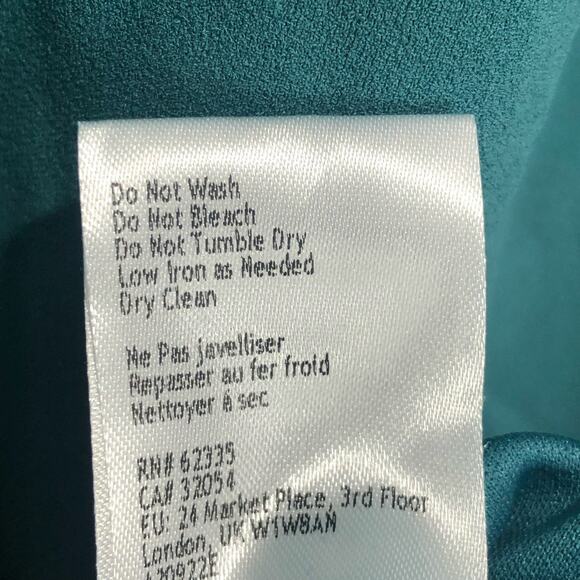 Do Not Wash
Do Not Bleach
Do Not Tumble Dry
Low Iron as Needed
Dry Clean
Ne Pas javelliser
Repasser au fer froid
Nettoyer A sec
RN# 62335
CA# 32054
EU: 24 Market Place, 3rd Floor
London, UK W1W8AN